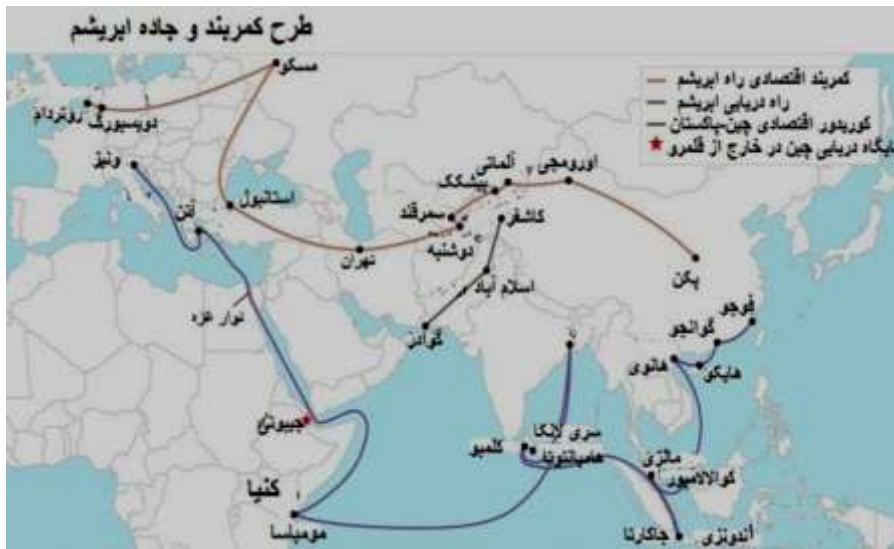 طرح کمربند و جاده ابریشم
کمربند اقتصادی راه ابریشم
راه دریایی ابریشم
کوریدور اقتصادی چین-پاکستان
پایگاه دریایی چین در خارج از قلمرو
مسکو
روتردام
دویسبورگ
ونیز
استانبول
آتن
تهران
سمرقند
دوشنبه
بیشکک
آلماتی
اورومچی
کاشغر
اسلام آباد
گوادر
پکن
نوار غزه
فوجو
گوانجو
هایکو
هانوی
جیبوتی
کنیا
مومباسا
کلمبو
سری لانکا
هامبانتوتا
مالزی
کوالالامپور
جاکارتا
أندونزی